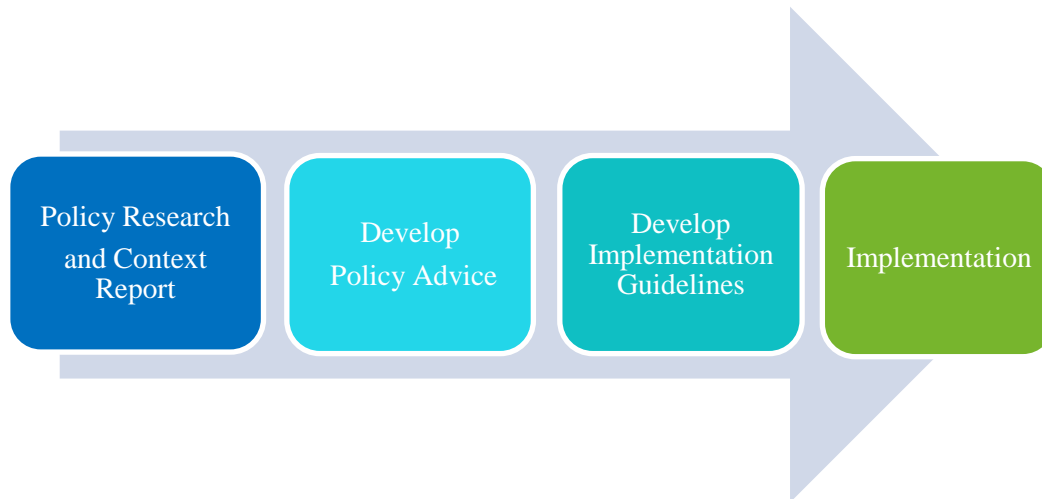 Policy Research
and Context
Report
Develop
Policy Advice
Develop
Implementation
Guidelines
Implementation